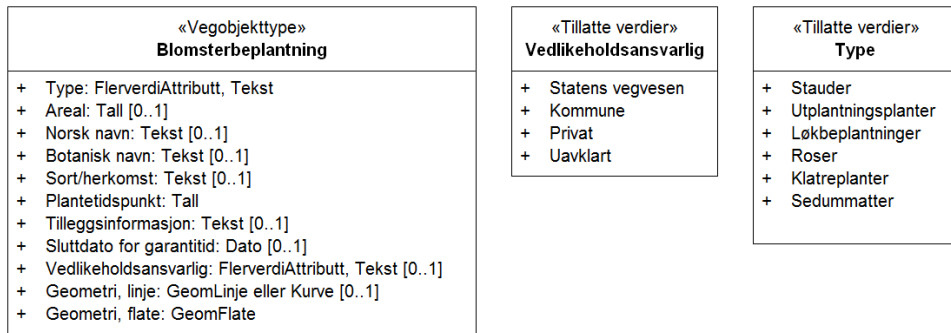 «Vegobjekttype»
Blomsterbeplantning
+ Type: FlerverdiAttributt, Tekst
+ Areal: Tall [0..1]
+ Norsk navn: Tekst [0..1]
+ Botanisk navn: Tekst [0..1]
+ Sort/herkomst: Tekst [0..1]
+ Plantetidspunkt: Tall
+ Tilleggsinformasjon: Tekst [0..1]
+ Sluttdato for garantitid: Dato [0..1]
+ Vedlikeholdsansvarlig: FlerverdiAttributt, Tekst [0..1]
+ Geometri, linje: GeomLinje eller Kurve [0..1]
+ Geometri, flate: GeomFlate
«Tillatte verdier»
Vedlikeholdsansvarlig
+ Statens vegvesen
+ Kommune
+ Privat
+ Uavklart
«Tillatte verdier»
Type
+ Stauder
+ Utplantningsplanter
+ Løkbeplantninger
+ Roser
+ Klatreplanter
+ Sedummatter